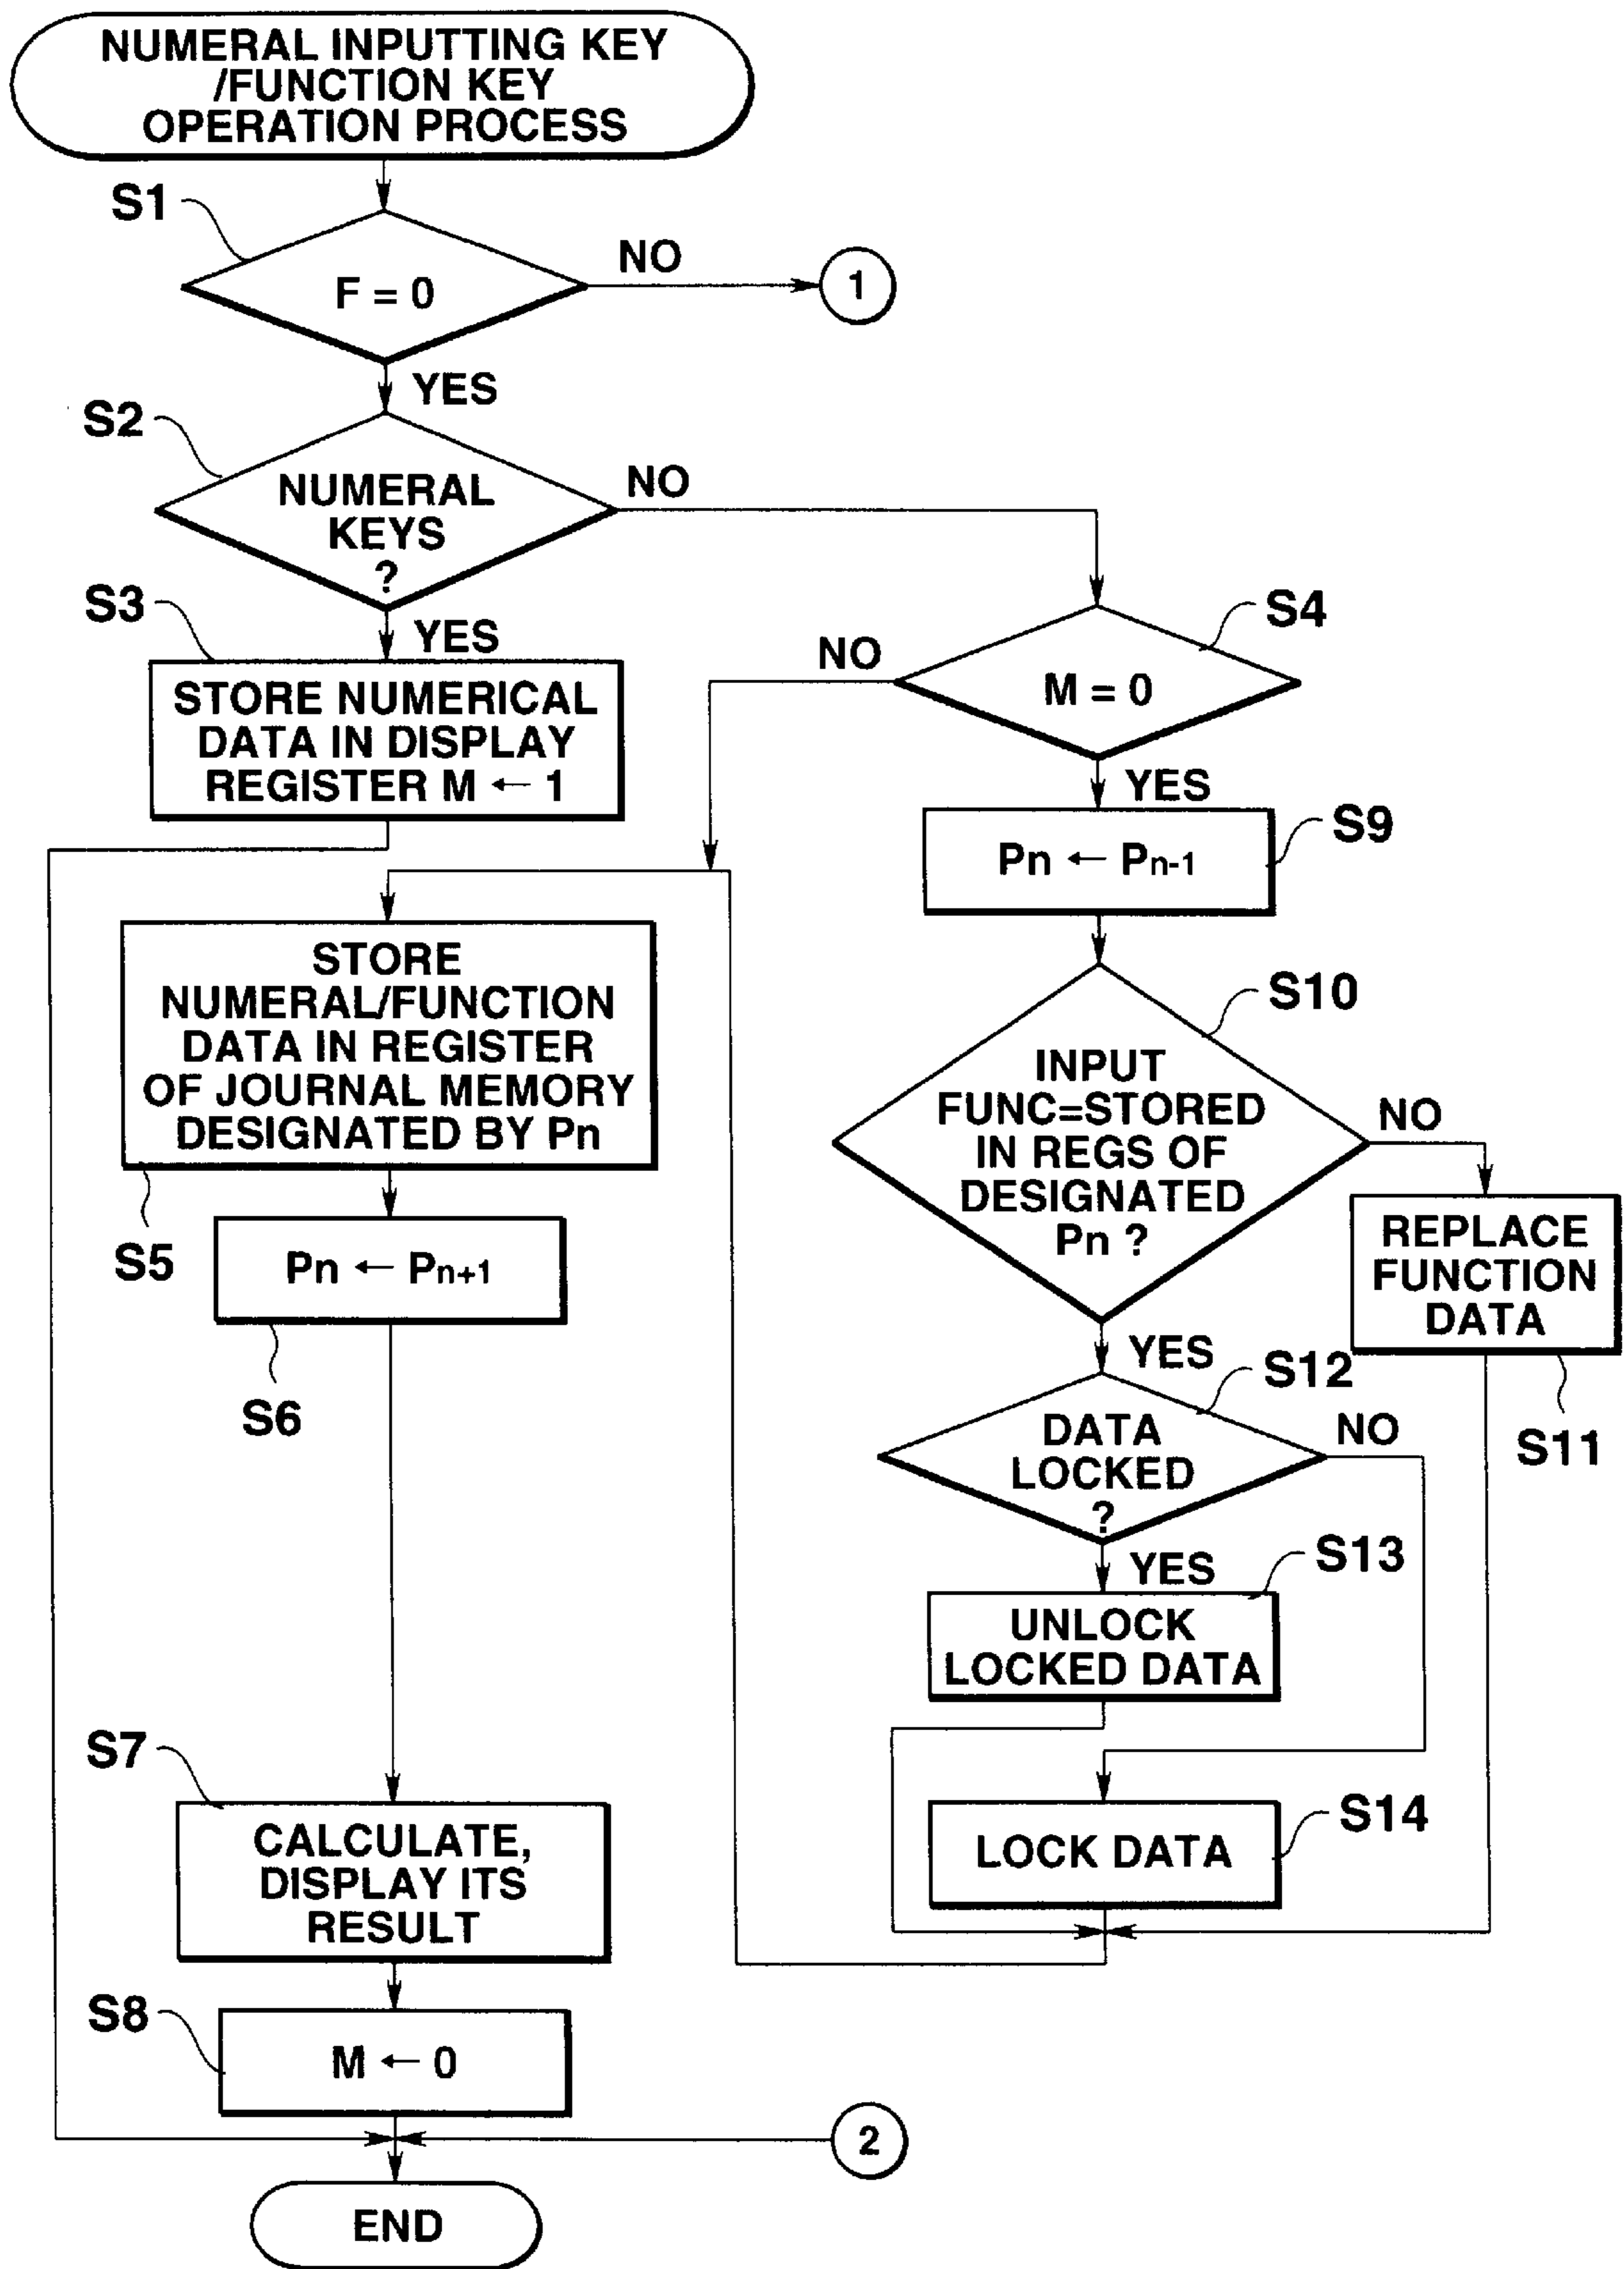 NUMERAL INPUTTING KEY
/FUNCTION KEY
OPERATION PROCESS
S1
F = 0
NO
1
YES
S2
NUMERAL
KEYS
?
NO
S3
YES
STORE NUMERICAL
DATA IN DISPLAY
REGISTER M ← 1
S4
M = 0
NO
YES
S9
Pn ← Pn-1
STORE
NUMERAL/FUNCTION
DATA IN REGISTER
OF JOURNAL MEMORY
DESIGNATED BY Pn
S5
Pn ← Pn+1
S6
S10
INPUT
FUNC=STORED
IN REGS OF
DESIGNATED
Pn ?
NO
REPLACE
FUNCTION
DATA
S11
YES
S12
DATA
LOCKED
?
NO
YES
S13
UNLOCK
LOCKED DATA
S14
LOCK DATA
S7
CALCULATE,
DISPLAY ITS
RESULT
S8
M ← 0
2
END